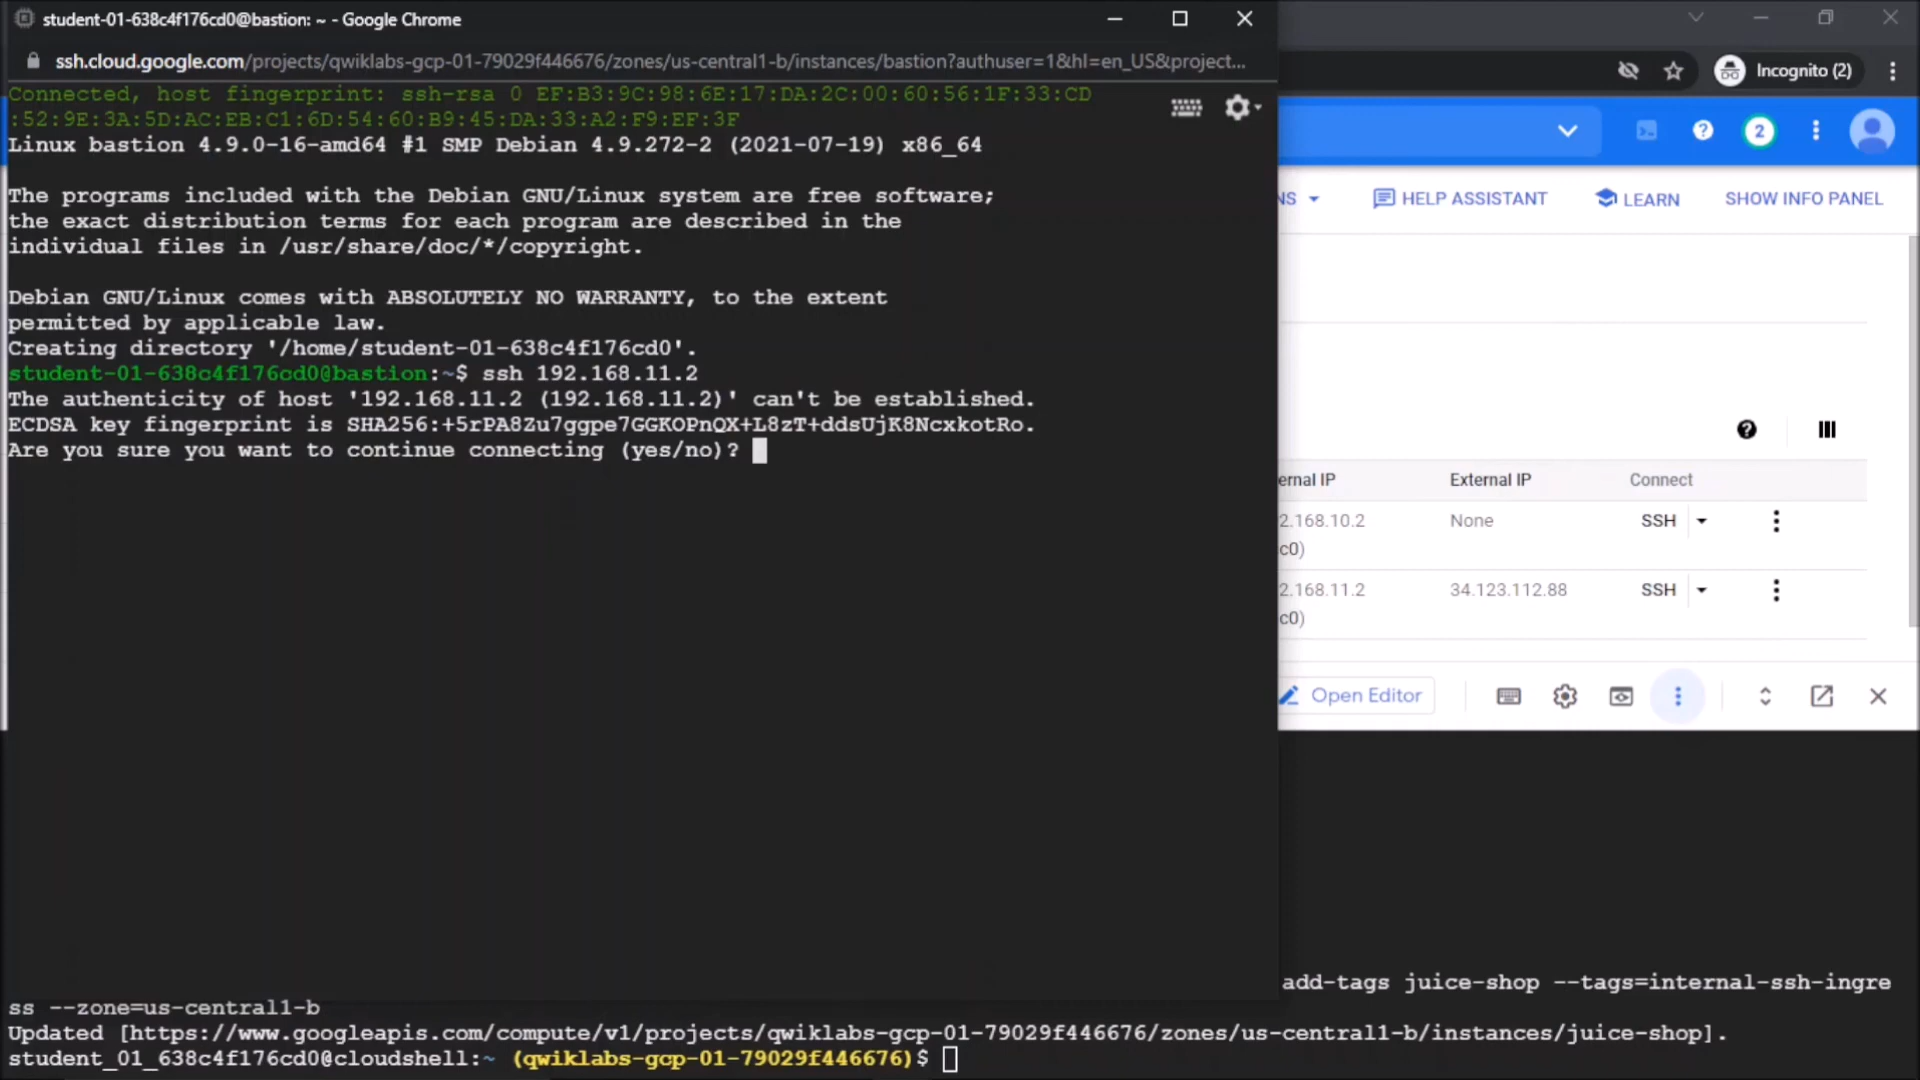 student-01-638c4f176cd0@bastion: ~ - Google Chrome
ssh.cloud.google.com/projects/qwiklabs-gcp-01-79029f446676/zones/us-central1-b/instances/bastion?authuser=1&hl=en_US&project...
Incognito (2)
Connected, host fingerprint: ssh-rsa 0 EF:B3:9C:98:6E:17:DA:2C:00:60:56:1F:33:CD
:52:9E:3A:5D:AC:EB:C1:6D:54:60:B9:45:DA:33:A2:F9:EF:3F
Linux bastion 4.9.0-16-amd64 #1 SMP Debian 4.9.272-2 (2021-07-19) x86_64
2
The programs included with the Debian GNU/Linux system are free software;
the exact distribution terms for each program are described in the
individual files in /usr/share/doc/*/copyright.
NS
HELP ASSISTANT
LEARN
SHOW INFO PANEL
Debian GNU/Linux comes with ABSOLUTELY NO WARRANTY, to the extent
permitted by applicable law.
Creating directory '/home/student-01-638c4f176cd0'.
student-01-638c4f176cd0@bastion:~$ ssh 192.168.11.2
The authenticity of host '192.168.11.2 (192.168.11.2)' can't be established.
ECDSA key fingerprint is SHA256:+5rPA8Zu7ggpe7GGKOPnQX+L8zT+ddsUjK8NcxkotRo.
Are you sure you want to continue connecting (yes/no)?
ernal IP External IP Connect
2.168.10.2 None SSH
c0)
2.168.11.2 34.123.112.88 SSH
c0)
Open Editor
add-tags juice-shop --tags=internal-ssh-ingre
ss --zone=us-central1-b
Updated [https://www.googleapis.com/compute/v1/projects/qwiklabs-gcp-01-79029f446676/zones/us-central1-b/instances/juice-shop].
student_01_638c4f176cd0@cloudshell:~ (qwiklabs-gcp-01-79029f446676)$